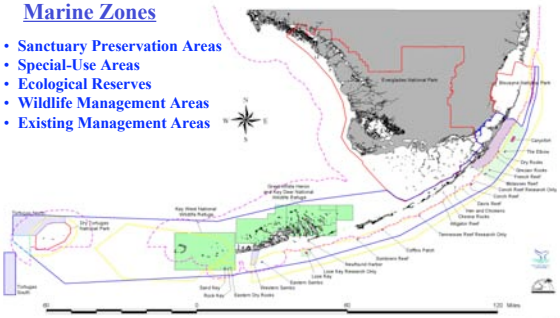 Marine Zones
• Sanctuary Preservation Areas
• Special-Use Areas
• Ecological Reserves
• Wildlife Management Areas
• Existing Management Areas
N
W
E
S
Everglades National Park
Biscayne National Park
Carysfort
The Elbow
Dry Rocks
Grecian Rocks
French Reef
Molasses Reef
Conch Reef Research Only
Conch Reef
Davis Reef
Hen and Chickens
Cheeca Rocks
Alligator Reef
Tennessee Reef Research Only
Coffins Patch
Sombrero Reef
Newfound Harbor
Looe Key Research Only
Looe Key
Eastern Sambo
Western Sambo
Eastern Dry Rocks
Rock Key
Sand Key
Great White Heron
and Key Deer National
Wildlife Refuge
Key West National
Wildlife Refuge
Tortugas North
Dry Tortugas
National Park
Tortugas
South
60
0
60
120 Miles